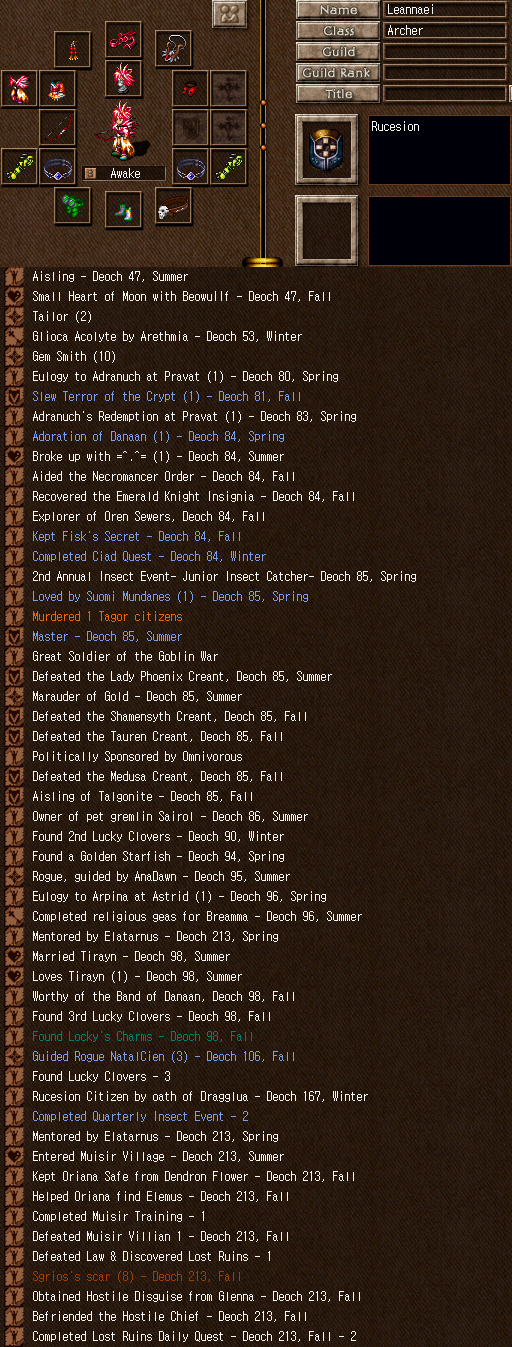 Name Leannaei
Class Archer
Guild
Guild Rank
Title
Rucesion
Awake
Aisling - Deoch 47, Summer
Small Heart of Moon with Beowullf - Deoch 47, Fall
Tailor (2)
Glioca Acolyte by Arethmia - Deoch 53, Winter
Gem Smith (10)
Eulogy to Adranuch at Pravat (1) - Deoch 80, Spring
Slew Terror of the Crypt (1) - Deoch 81, Fall
Adranuch's Redemption at Pravat (1) - Deoch 83, Spring
Adoration of Danaan (1) - Deoch 84, Spring
Broke up with =^.^= (1) - Deoch 84, Summer
Aided the Necromancer Order - Deoch 84, Fall
Recovered the Emerald Knight Insignia - Deoch 84, Fall
Explorer of Oren Sewers, Deoch 84, Fall
Kept Fisk's Secret - Deoch 84, Fall
Completed Ciad Quest - Deoch 84, Winter
2nd Annual Insect Event- Junior Insect Catcher- Deoch 85, Spring
Loved by Suomi Mundanes (1) - Deoch 85, Spring
Murdered 1 Tagor citizens
Master - Deoch 85, Summer
Great Soldier of the Goblin War
Defeated the Lady Phoenix Creant, Deoch 85, Summer
Marauder of Gold - Deoch 85, Summer
Defeated the Shamensyth Creant, Deoch 85, Fall
Defeated the Tauren Creant, Deoch 85, Fall
Politically Sponsored by Omnivorous
Defeated the Medusa Creant, Deoch 85, Fall
Aisling of Talgonite - Deoch 85, Fall
Owner of pet gremlin Sairol - Deoch 86, Summer
Found 2nd Lucky Clovers - Deoch 90, Winter
Found a Golden Starfish - Deoch 94, Spring
Rogue, guided by AnaDawn - Deoch 95, Summer
Eulogy to Arpina at Astrid (1) - Deoch 96, Spring
Completed religious geas for Breamma - Deoch 96, Summer
Mentored by Elatarnus - Deoch 213, Spring
Married Tirayn - Deoch 98, Summer
Loves Tirayn (1) - Deoch 98, Summer
Worthy of the Band of Danaan, Deoch 98, Fall
Found 3rd Lucky Clovers - Deoch 98, Fall
Found Locky's Charms - Deoch 98, Fall
Guided Rogue NatalCien (3) - Deoch 106, Fall
Found Lucky Clovers - 3
Rucesion Citizen by oath of Dragglua - Deoch 167, Winter
Completed Quarterly Insect Event - 2
Mentored by Elatarnus - Deoch 213, Spring
Entered Muisir Village - Deoch 213, Summer
Kept Oriana Safe from Dendron Flower - Deoch 213, Fall
Helped Oriana find Elemus - Deoch 213, Fall
Completed Muisir Training - 1
Defeated Muisir Villian 1 - Deoch 213, Fall
Defeated Law & Discovered Lost Ruins - 1
Sgrios's scar (8) - Deoch 213, Fall
Obtained Hostile Disguise from Glenna - Deoch 213, Fall
Befriended the Hostile Chief - Deoch 213, Fall
Completed Lost Ruins Daily Quest - Deoch 213, Fall - 2